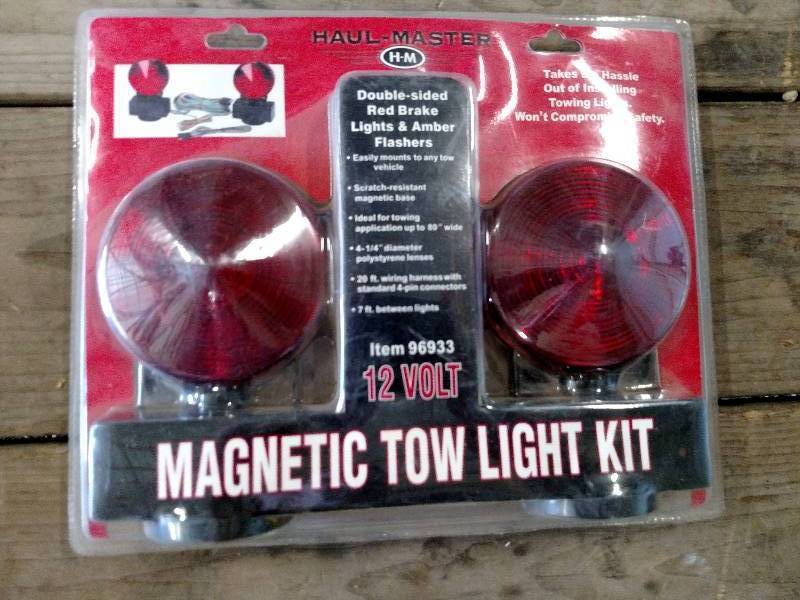 HAUL-MASTER
H-M
Takes Hassle
Out of Installing
Towing Lights.
Won't Compromise Safety.
Double-sided
Red Brake
Lights & Amber
Flashers
• Easily mounts to any tow
vehicle
• Scratch-resistant
magnetic base
• Ideal for towing
application up to 80" wide
• 4-1/4" diameter
polystyrene lenses
• 20 ft. wiring harness with
standard 4-pin connectors
• 7 ft. between lights
Item 96933
12 VOLT
MAGNETIC TOW LIGHT KIT